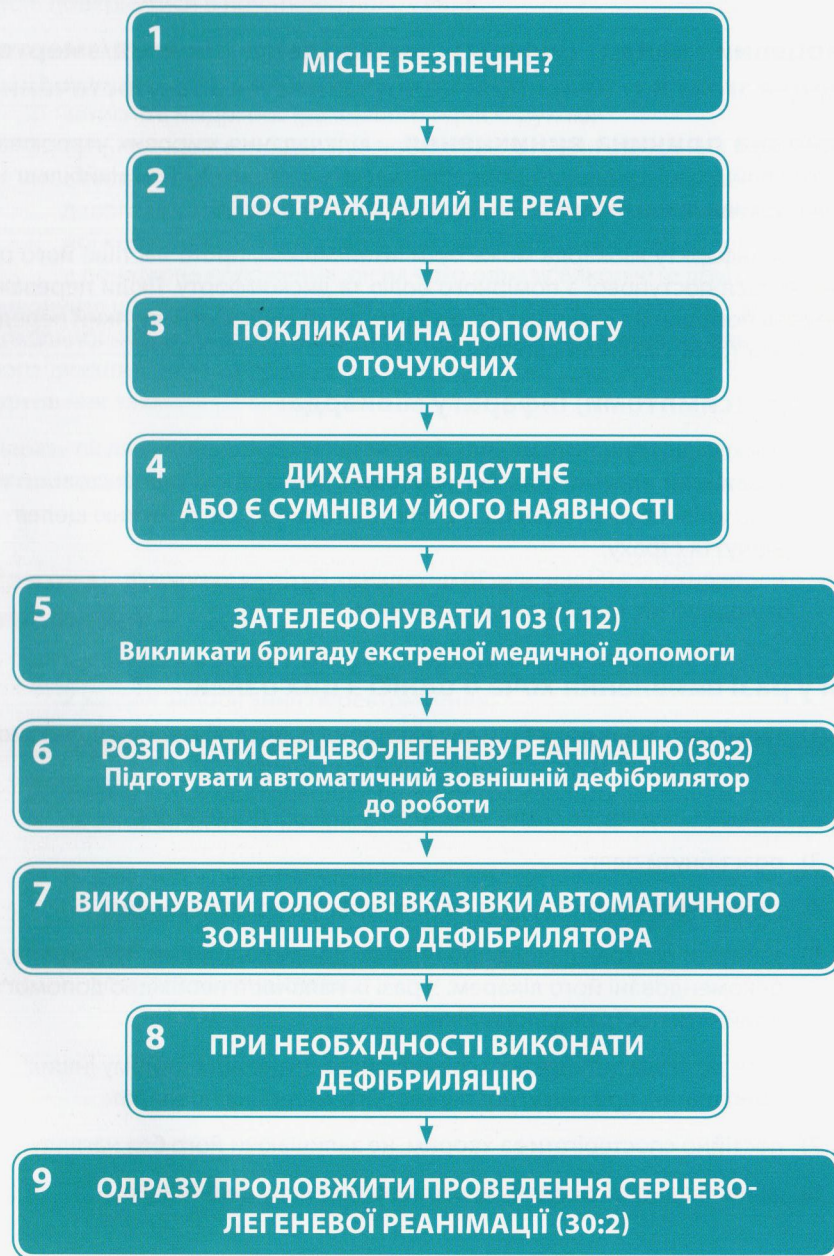 1
МІСЦЕ БЕЗПЕЧНЕ?
2
ПОСТРАЖДАЛИЙ НЕ РЕАГУЄ
3
ПОКЛИКАТИ НА ДОПОМОГУ
ОТОЧУЮЧИХ
4
ДИХАННЯ ВІДСУТНЄ
АБО Є СУМНІВИ У ЙОГО НАЯВНОСТІ
5
ЗАТЕЛЕФОНУВАТИ 103 (112)
Викликати бригаду екстреної медичної допомоги
6
РОЗПОЧАТИ СЕРЦЕВО-ЛЕГЕНЕВУ РЕАНІМАЦІЮ (30:2)
Підготувати автоматичний зовнішній дефібрилятор
до роботи
7
ВИКОНУВАТИ ГОЛОСОВІ ВКАЗІВКИ АВТОМАТИЧНОГО
ЗОВНІШНЬОГО ДЕФІБРИЛЯТОРА
8
ПРИ НЕОБХІДНОСТІ ВИКОНАТИ
ДЕФІБРИЛЯЦІЮ
9
ОДРАЗУ ПРОДОВЖИТИ ПРОВЕДЕННЯ СЕРЦЕВО-
ЛЕГЕНЕВОЇ РЕАНІМАЦІЇ (30:2)